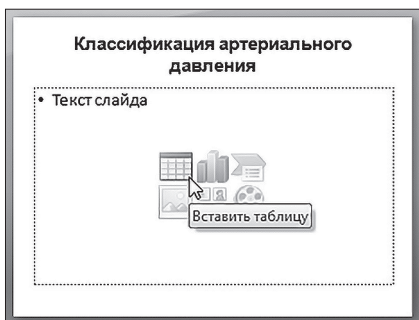 Классификация артериального
давления
• Текст слайда
Вставить таблицу